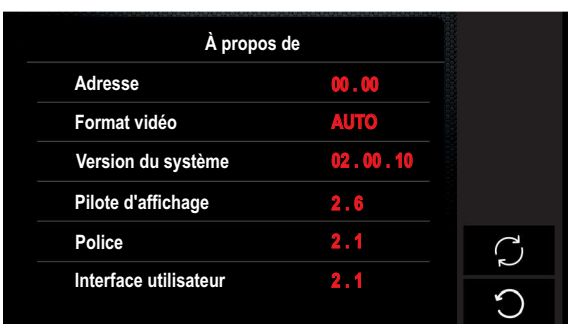 À propos de
Adresse 00.00
Format vidéo AUTO
Version du système 02.00.10
Pilote d'affichage 2.6
Police 2.1
Interface utilisateur 2.1